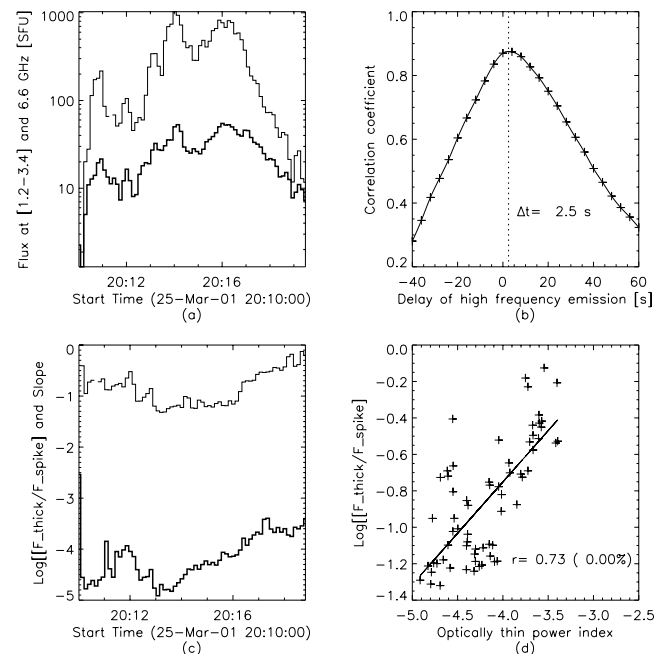 Flux at [1.2-3.4] and 6.6 GHz [SFU]
1000
100
10
20:12 20:16
Start Time (25-Mar-01 20:10:00)
(a)
Correlation coefficient
1.0
0.8
0.6
0.4
0.2
Δt= 2.5 s
-40 -20 0 20 40 60
Delay of high frequency emission [s]
(b)
Log[[F_thick/F_spike] and Slope
0
-1
-2
-3
-4
-5
20:12 20:16
Start Time (25-Mar-01 20:10:00)
(c)
Log[[F_thick/F_spike]
0.0
-0.2
-0.4
-0.6
-0.8
-1.0
-1.2
-1.4
r= 0.73 ( 0.00%)
-5.0 -4.5 -4.0 -3.5 -3.0 -2.5
Optically thin power index
(d)